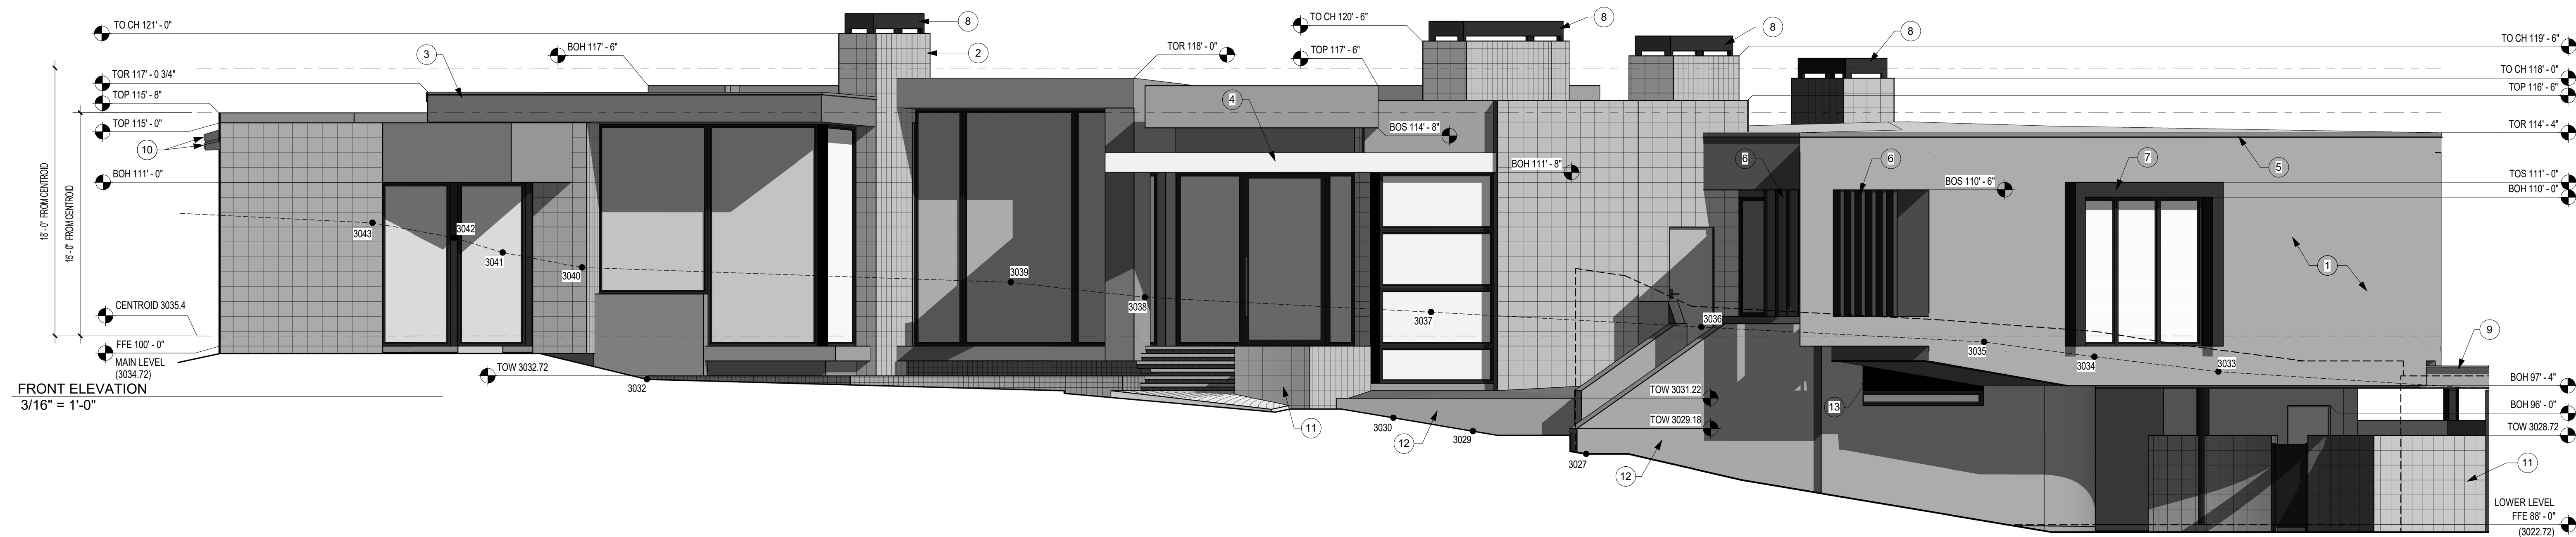 TO CH 121' - 0"
8
BOH 117' - 6"
2
3
TOR 118' - 0"
TO CH 120' - 6"
8
TOP 117' - 6"
8
8
TO CH 119' - 6"
TO CH 118' - 0"
TOP 116' - 6"
TOR 117' - 0 3/4"
TOP 115' - 8"
TOP 115' - 0"
10
4
BOS 114' - 8"
TOR 114' - 4"
5
6
6
7
BOH 111' - 8"
BOS 110' - 6"
TOS 111' - 0"
BOH 110' - 0"
BOH 111' - 0"
18' - 0" FROM CENTROID
15' - 0" FROM CENTROID
3043
3042
3041
3040
3039
3038
3037
3036
3035
3034
3033
1
9
CENTROID 3035.4
FFE 100' - 0"
MAIN LEVEL
(3034.72)
TOW 3032.72
3032
TOW 3031.22
TOW 3029.18
BOH 97' - 4"
BOH 96' - 0"
TOW 3028.72
13
11
12
3030
3029
3027
12
11
LOWER LEVEL
FFE 88' - 0"
(3022.72)
FRONT ELEVATION
3/16" = 1'-0"